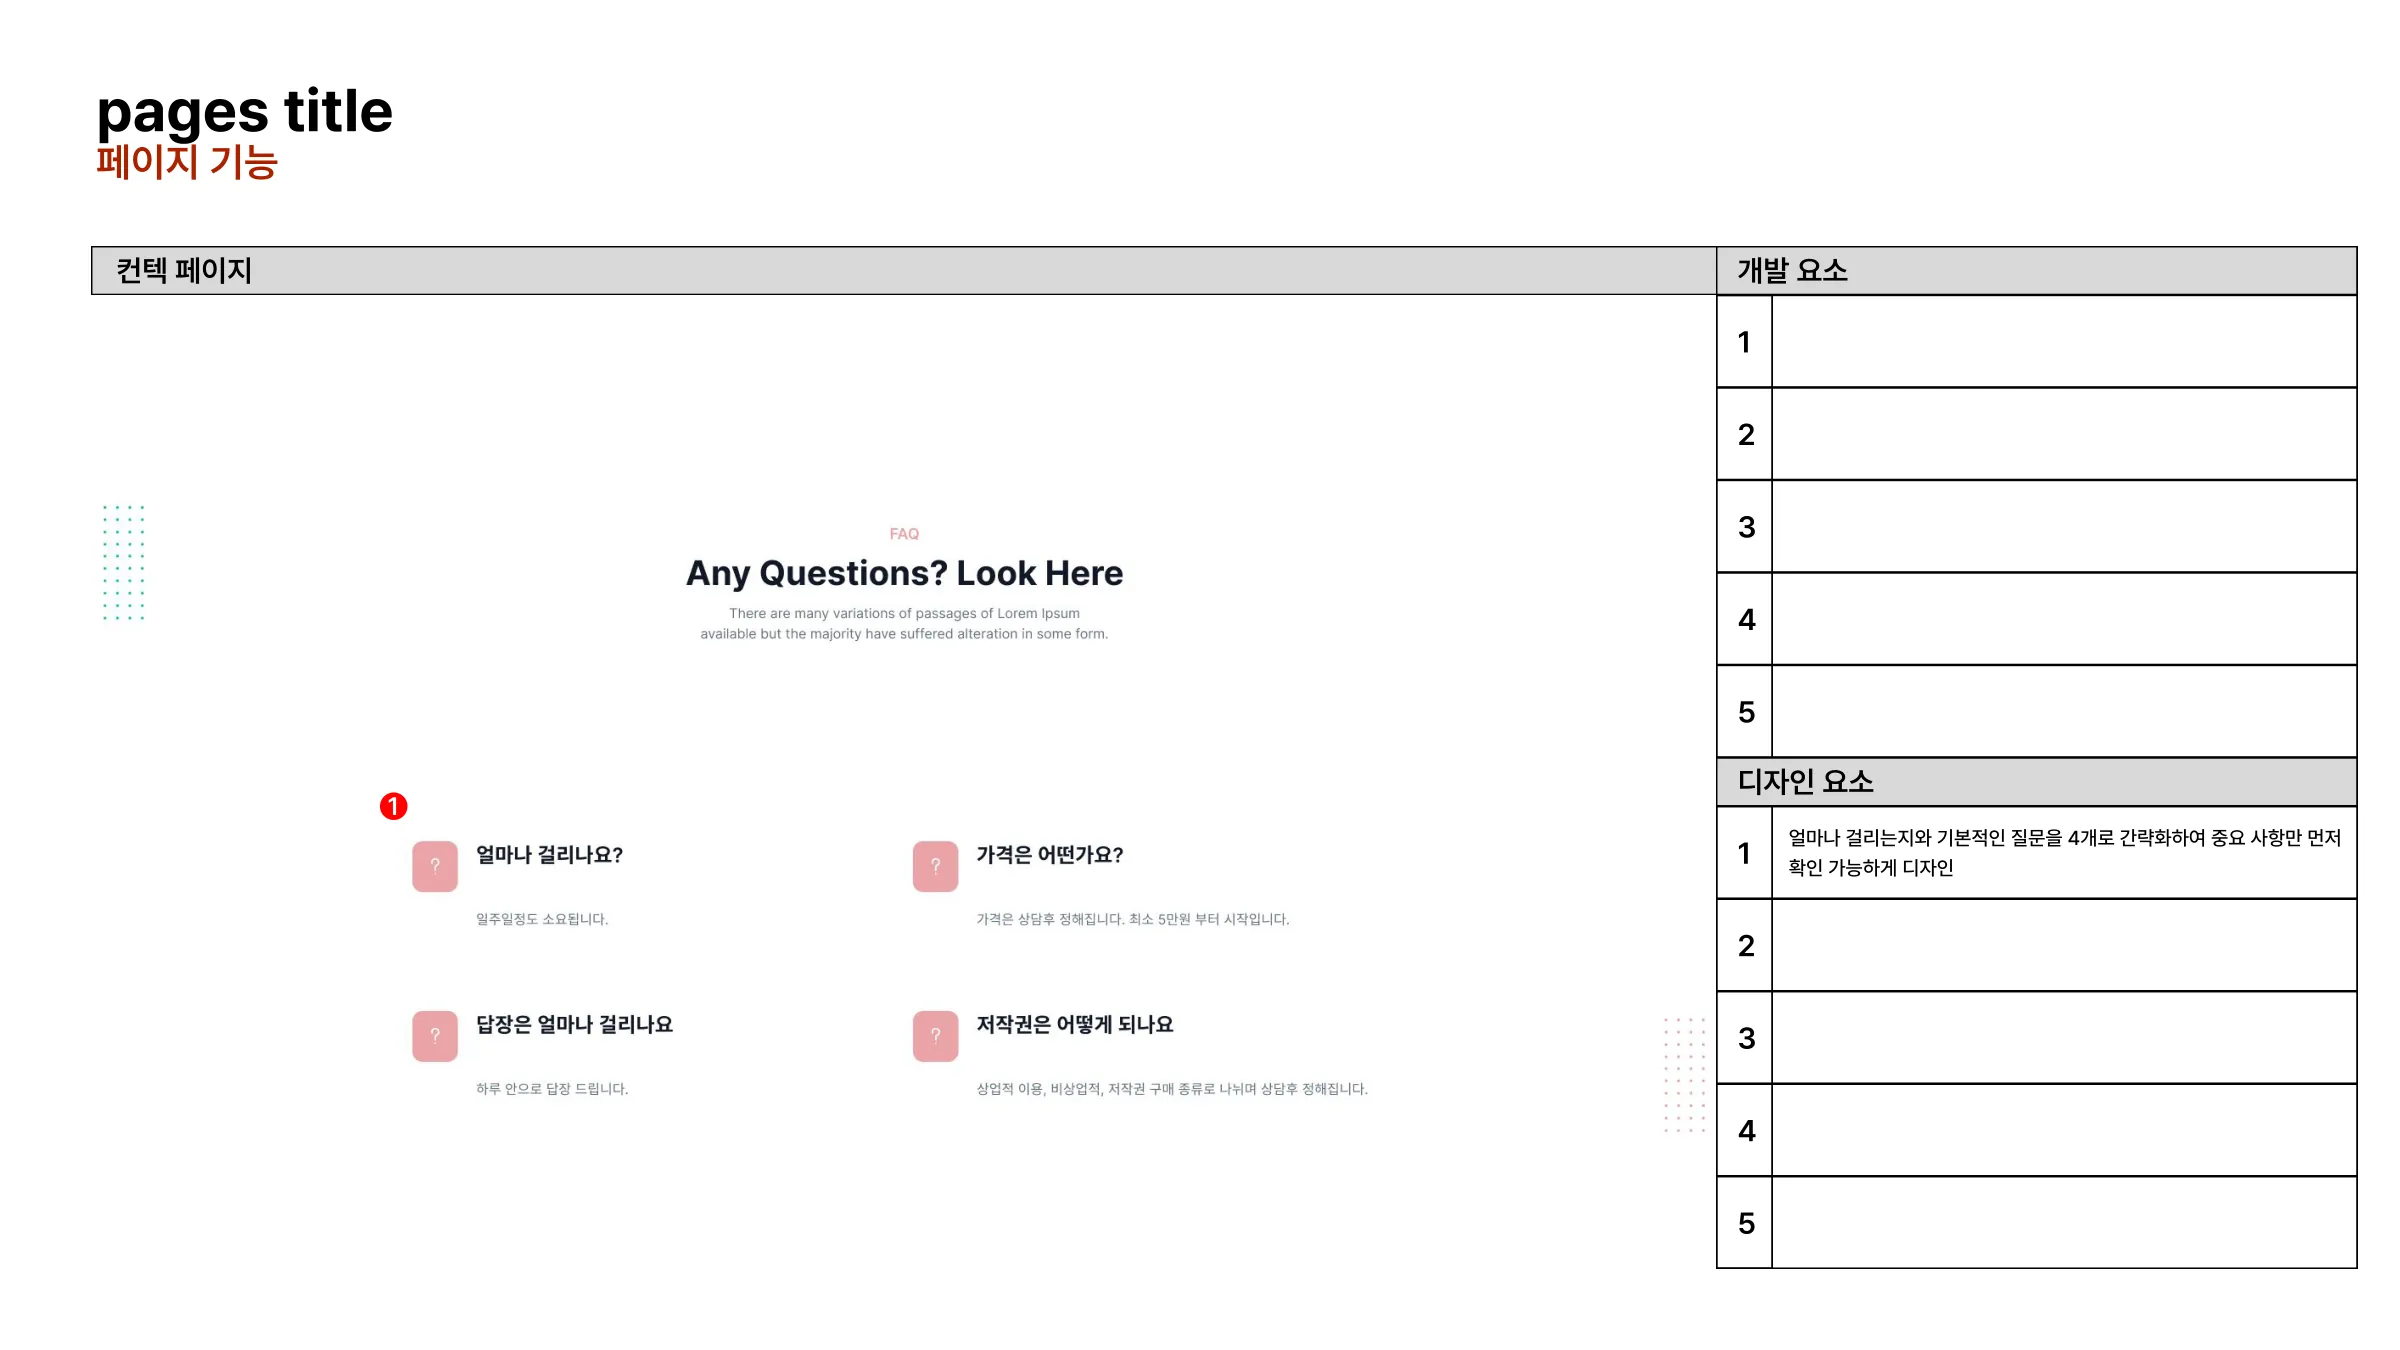 pages title
페이지 기능
컨텍 페이지
FAQ
Any Questions? Look Here
There are many variations of passages of Lorem Ipsum
available but the majority have suffered alteration in some form.
1
?
얼마나 걸리나요?
일주일정도 소요됩니다.
?
가격은 어떤가요?
가격은 상담후 정해집니다. 최소 5만원 부터 시작입니다.
?
답장은 얼마나 걸리나요
하루 안으로 답장 드립니다.
?
저작권은 어떻게 되나요
상업적 이용, 비상업적, 저작권 구매 종류로 나뉘며 상담후 정해집니다.
개발 요소
1
2
3
4
5
디자인 요소
1
얼마나 걸리는지와 기본적인 질문을 4개로 간략화하여 중요 사항만 먼저
확인 가능하게 디자인
2
3
4
5